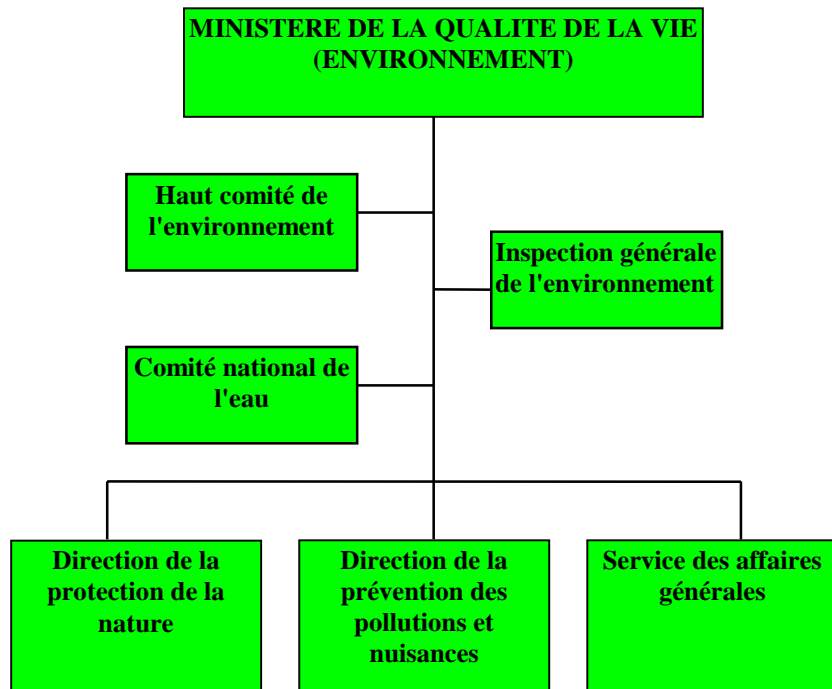 MINISTERE DE LA QUALITE DE LA VIE
(ENVIRONNEMENT)
Haut comité de
l'environnement
Inspection générale
de l'environnement
Comité national de
l'eau
Direction de la
protection de la
nature
Direction de la
prévention des
pollutions et
nuisances
Service des affaires
générales